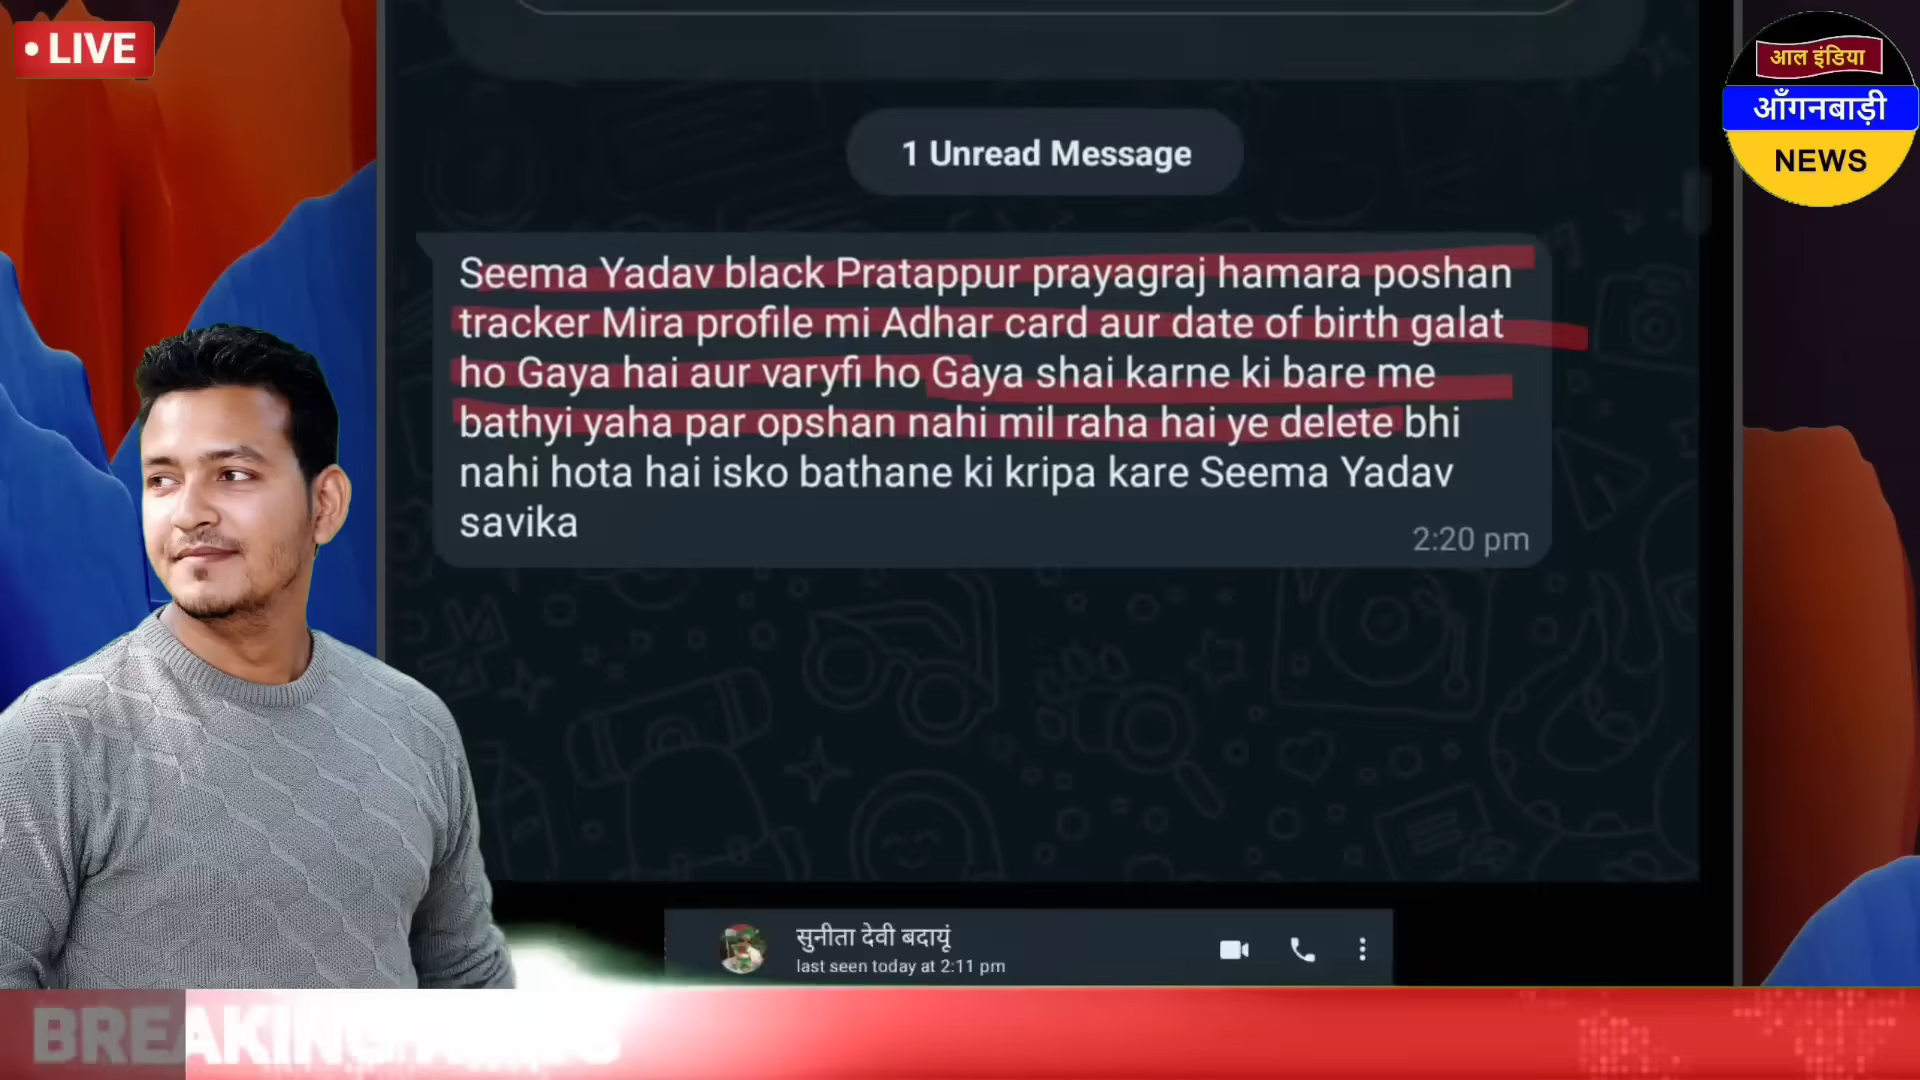 • LIVE
आल इंडिया
आँगनबाड़ी
NEWS
1 Unread Message
Seema Yadav black Pratappur prayagraj hamara poshan
tracker Mira profile mi Adhar card aur date of birth galat
ho Gaya hai aur varyfi ho Gaya shai karne ki bare me
bathyi yaha par opshan nahi mil raha hai ye delete bhi
nahi hota hai isko bathane ki kripa kare Seema Yadav
savika
2:20 pm
सुनीता देवी बदायूं
last seen today at 2:11 pm
BREAKING